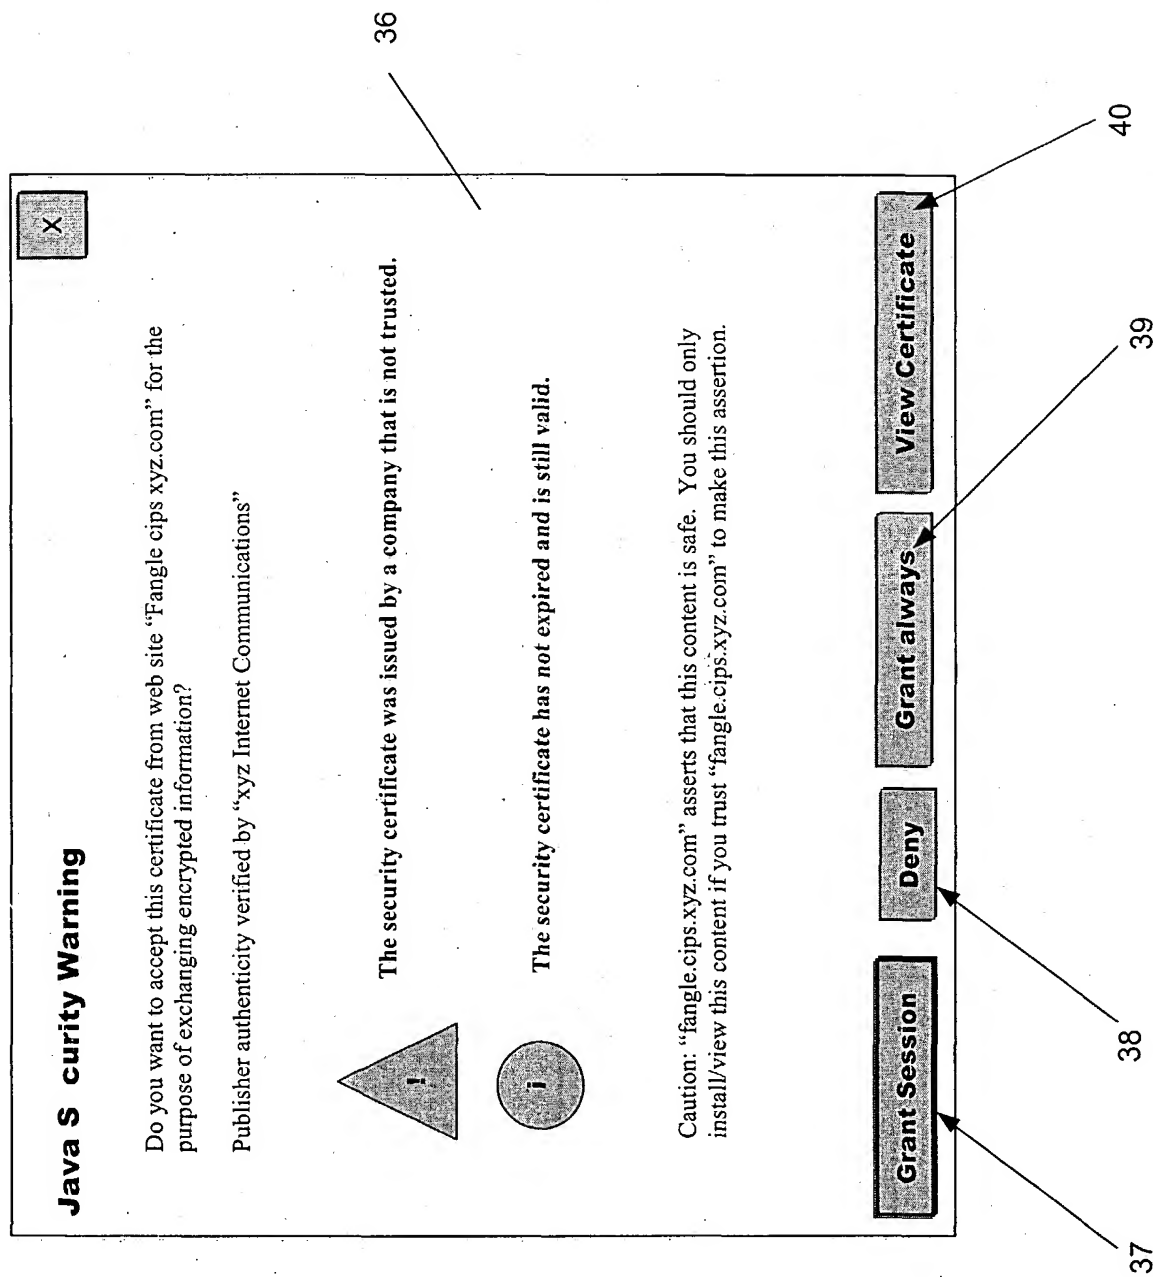 36
X
Java S curity Warning
Do you want to accept this certificate from web site “Fangle cips xyz.com” for the
purpose of exchanging encrypted information?
Publisher authenticity verified by “xyz Internet Communications”
!
The security certificate was issued by a company that is not trusted.
i
The security certificate has not expired and is still valid.
Caution: “fangle.cips.xyz.com” asserts that this content is safe. You should only
install/view this content if you trust “fangle.cips.xyz.com” to make this assertion.
Grant Session
Deny
Grant always
View Certificate
37
38
39
40